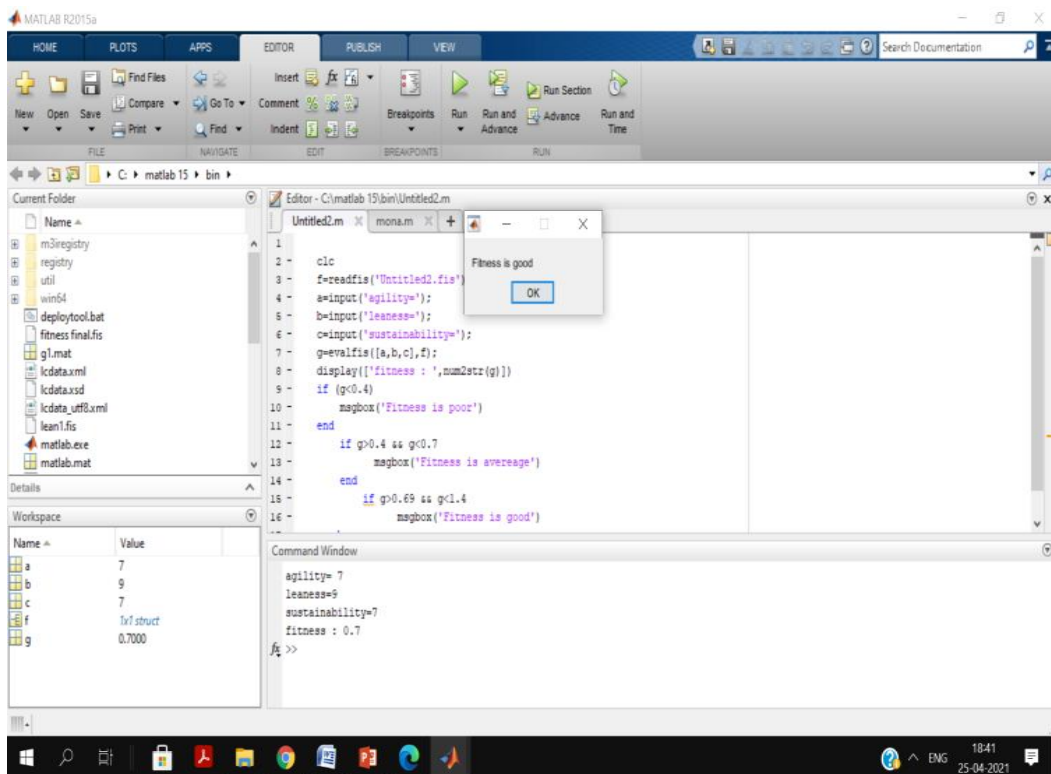 MATLAB R2015a
HOME PLOTS APPS EDITOR PUBLISH VIEW
Search Documentation
New Open Save
Find Files
Compare
Print
Go To
Find
Insert
Comment
Indent
Breakpoints
Run
Run and Advance
Run Section
Advance
Run and Time
FILE NAVIGATE EDIT BREAKPOINTS RUN
C: matlab 15 bin
Current Folder
Name
m3iregistry
registry
util
win64
deploytool.bat
fitness final.fis
g1.mat
lcdata.xml
lcdata.xsd
lcdata_utf8.xml
lean1.fis
matlab.exe
matlab.mat
Details
Workspace
Name Value
a 7
b 9
c 7
f 1x1 struct
g 0.7000
Editor - C:\matlab 15\bin\Untitled2.m
Untitled2.m mona.m +
1
2 - clc
3 - f=readfis('Untitled2.fis')
4 - a=input('agility=');
5 - b=input('leaness=');
6 - c=input('sustainability=');
7 - g=evalfis([a,b,c],f);
8 - display(['fitness : ',num2str(g)])
9 - if (g<0.4)
10 - msgbox('Fitness is poor')
11 - end
12 - if g>0.4 && g<0.7
13 - msgbox('Fitness is avereage')
14 - end
15 - if g>0.69 && g<1.4
16 - msgbox('Fitness is good')
Fitness is good
OK
Command Window
agility= 7
leaness=9
sustainability=7
fitness : 0.7
fx >>
ENG
18:41
25-04-2021